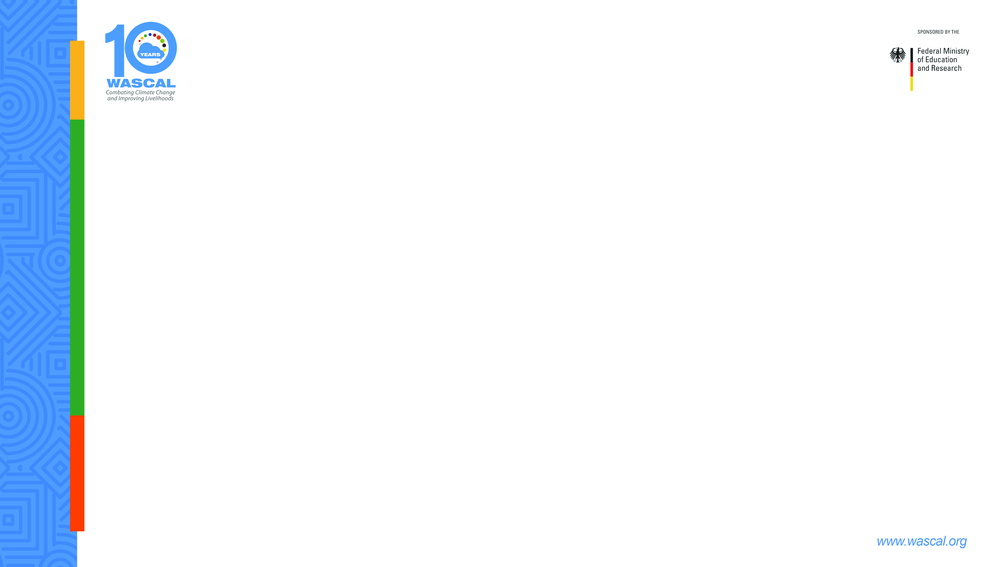 10
YEARS
WASCAL
Combating Climate Change
and Improving Livelihoods
SPONSORED BY THE
Federal Ministry
of Education
and Research
www.wascal.org